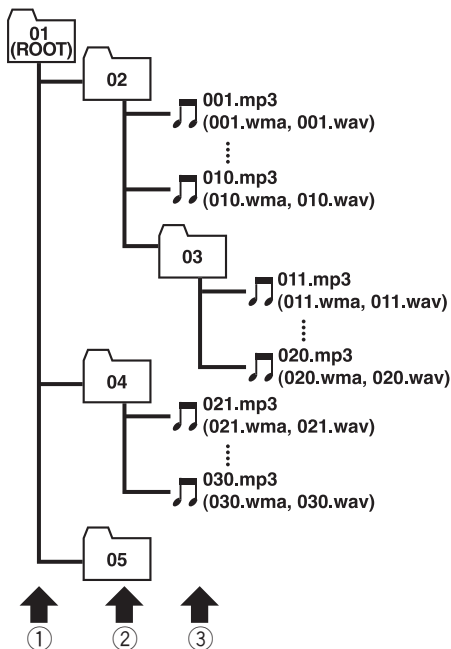 01
(ROOT)
02
001.mp3
(001.wma, 001.wav)
010.mp3
(010.wma, 010.wav)
03
011.mp3
(011.wma, 011.wav)
020.mp3
(020.wma, 020.wav)
04
021.mp3
(021.wma, 021.wav)
030.mp3
(030.wma, 030.wav)
05
① ② ③